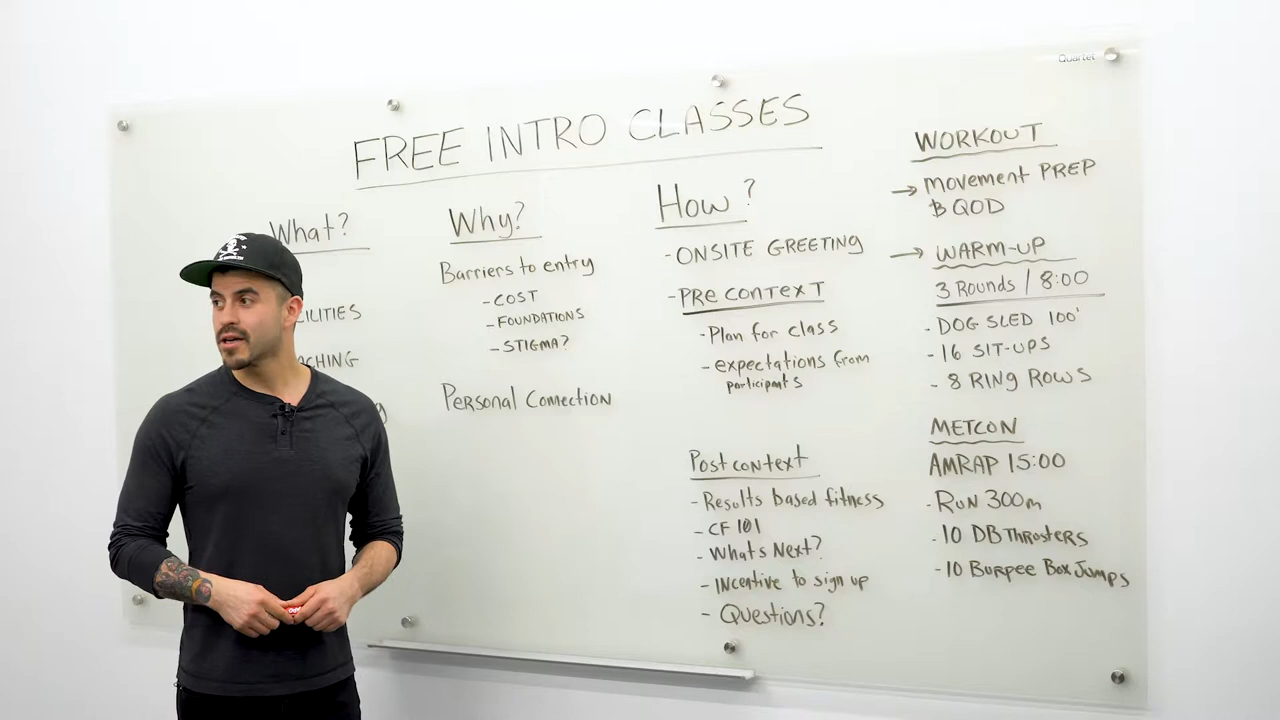 Quartet
FREE INTRO CLASSES
What?
CILITIES
ACHING
Why?
Barriers to entry
- COST
- FOUNDATIONS
- STIGMA?
Personal Connection
How?
- ONSITE GREETING
- PRE CONTEXT
- Plan for class
- expectations from
participants
Post context
- Results based fitness
- CF 101
- Whats Next?
- INCENTIVE to sign up
- Questions?
WORKOUT
→ Movement PREP
& QOD
→ WARM-UP
3 Rounds / 8:00
- DOG SLED 100'
- 16 SIT-UPS
- 8 RING ROWS
METCON
AMRAP 15:00
- RUN 300m
- 10 DB Thrusters
- 10 Burpee Box Jumps